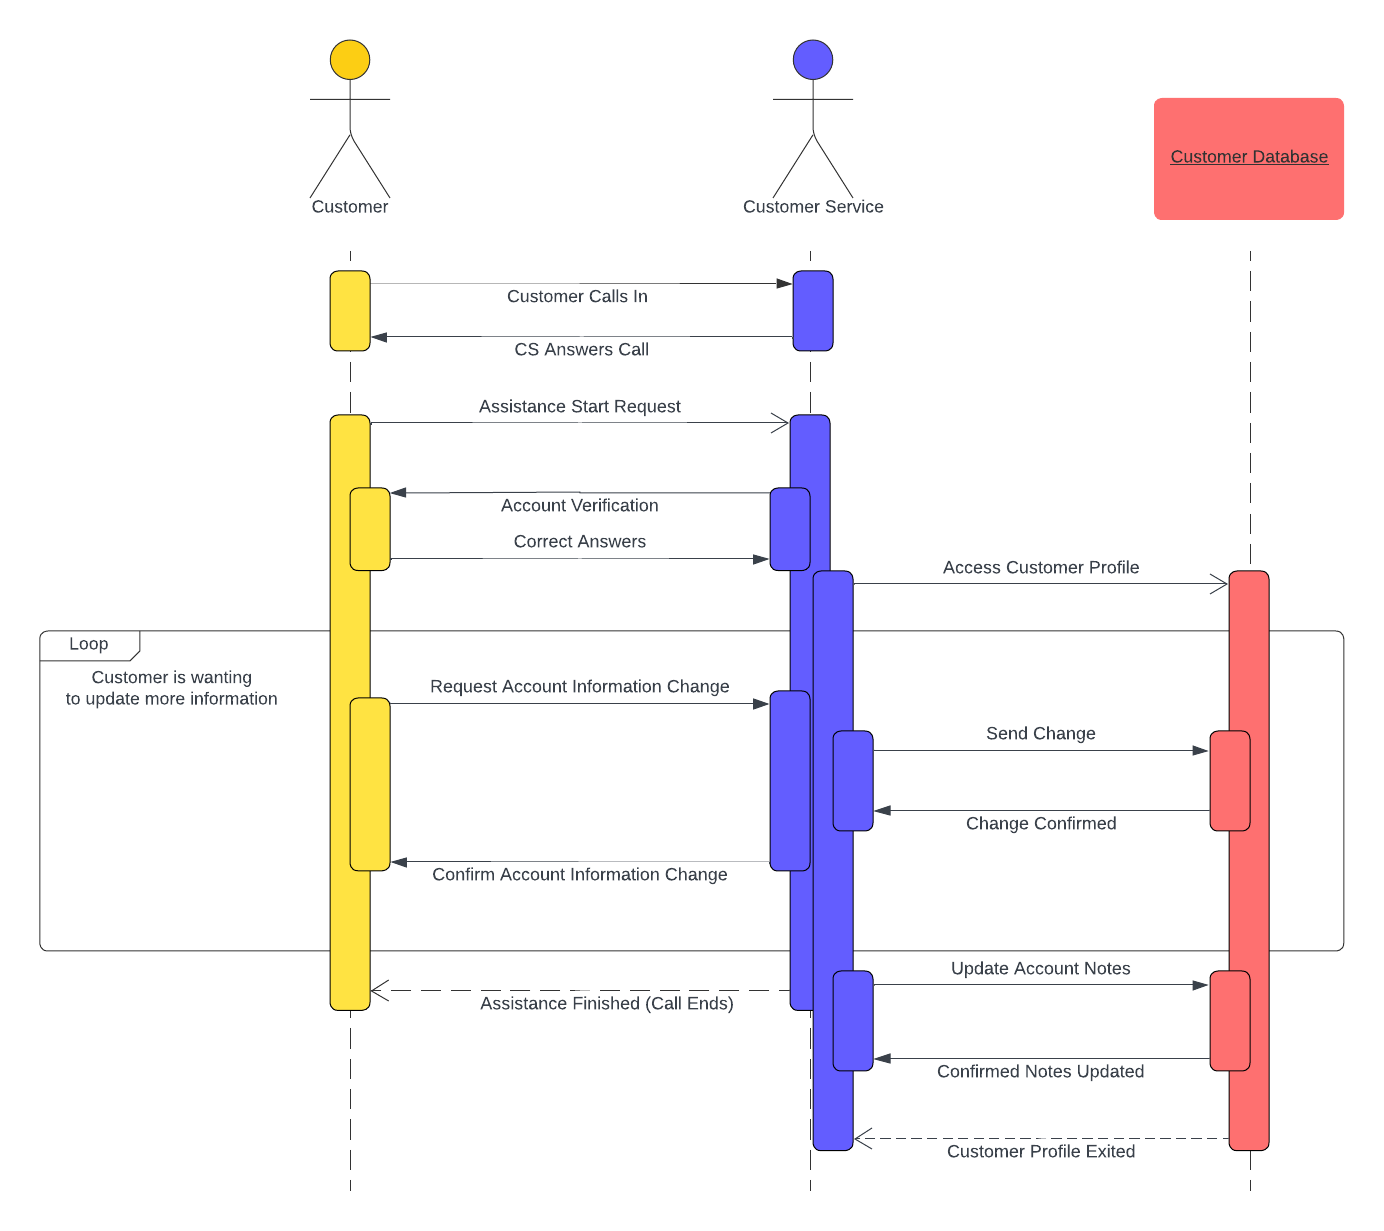 Customer
Customer Service
Customer Database
Customer Calls In
CS Answers Call
Assistance Start Request
Account Verification
Correct Answers
Access Customer Profile
Loop
Customer is wanting
to update more information
Request Account Information Change
Send Change
Change Confirmed
Confirm Account Information Change
Update Account Notes
Assistance Finished (Call Ends)
Confirmed Notes Updated
Customer Profile Exited